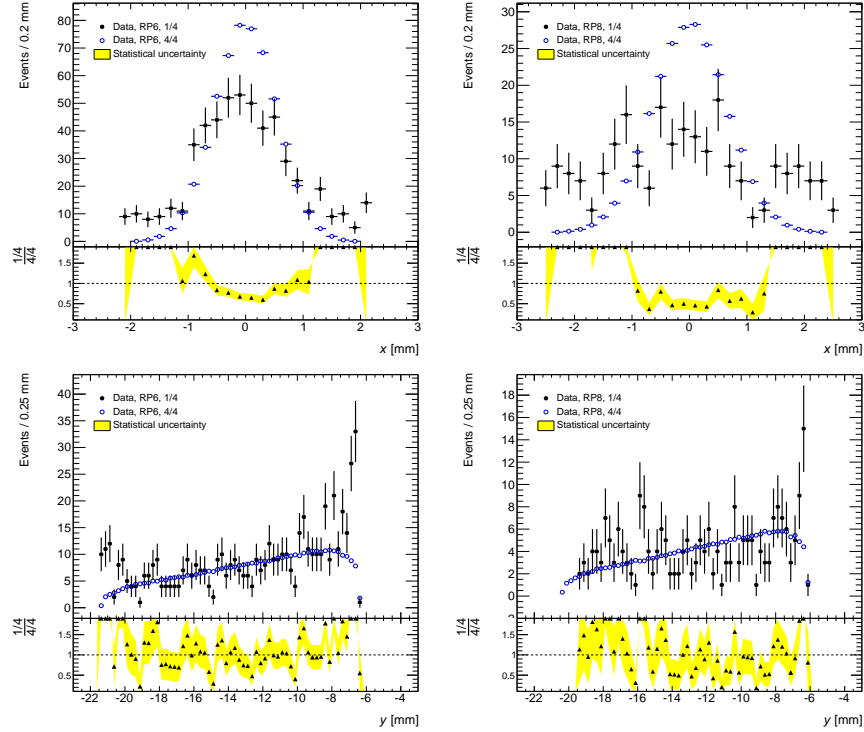 Events / 0.2 mm
80
70
60
50
40
30
20
10
0
Data, RP6, 1/4
Data, RP6, 4/4
Statistical uncertainty
1/4
4/4
1.5
1
0.5
-3 -2 -1 0 1 2 3
x [mm]
Events / 0.2 mm
30
25
20
15
10
5
0
Data, RP8, 1/4
Data, RP8, 4/4
Statistical uncertainty
1/4
4/4
1.5
1
0.5
-3 -2 -1 0 1 2 3
x [mm]
Events / 0.25 mm
40
35
30
25
20
15
10
5
0
Data, RP6, 1/4
Data, RP6, 4/4
Statistical uncertainty
1/4
4/4
1.5
1
0.5
-22 -20 -18 -16 -14 -12 -10 -8 -6 -4
y [mm]
Events / 0.25 mm
18
16
14
12
10
8
6
4
2
0
2
Data, RP8, 1/4
Data, RP8, 4/4
Statistical uncertainty
1/4
4/4
1.5
1
0.5
-22 -20 -18 -16 -14 -12 -10 -8 -6 -4
y [mm]